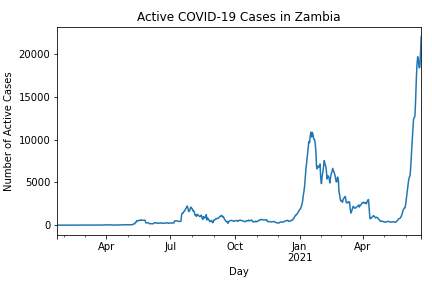 Active COVID-19 Cases in Zambia
Number of Active Cases
20000
15000
10000
5000
0
Apr
Jul
Oct
Jan
2021
Apr
Day